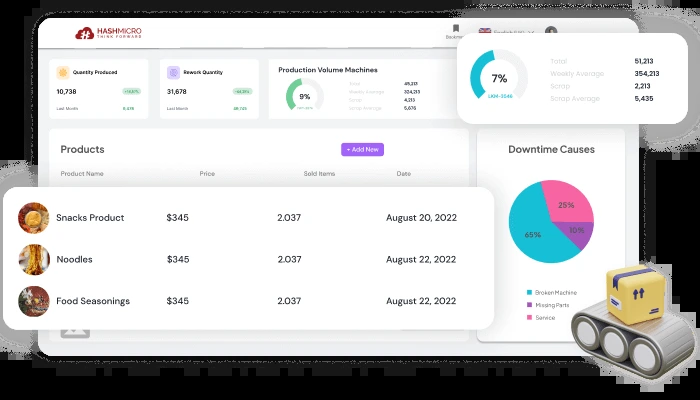 HASHMICRO
THINK FORWARD
Quantity Produced
10,738
Last Month
Rework Quantity
31,678
Last Month
Production Volume Machines
9%
Total
Weekly Average
Scrap
Scrap Average
45,213
324,213
4,213
5,676
7%
LKM-3546
Total 51,213
Weekly Average 354,213
Scrap 2,213
Scrap Average 5,435
Products
+ Add New
Product Name Price Sold Items Date
Snacks Product $345 2.037 August 20, 2022
Noodles $345 2.037 August 22, 2022
Food Seasonings $345 2.037 August 22, 2022
Downtime Causes
25%
10%
65%
Broken Machine
Missing Parts
Service